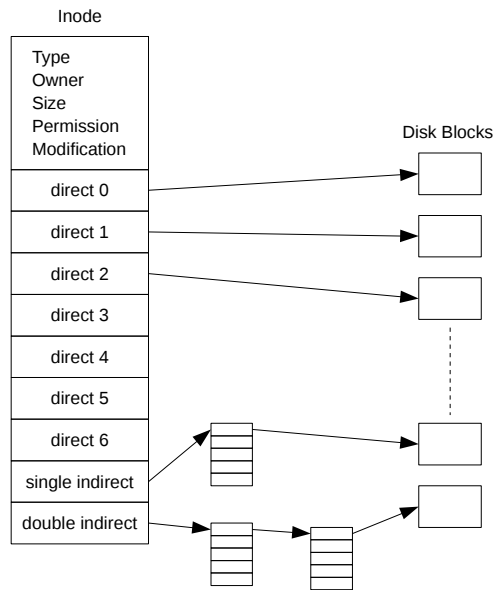 Inode
Type
Owner
Size
Permission
Modification
Disk Blocks
direct 0
direct 1
direct 2
direct 3
direct 4
direct 5
direct 6
single indirect
double indirect